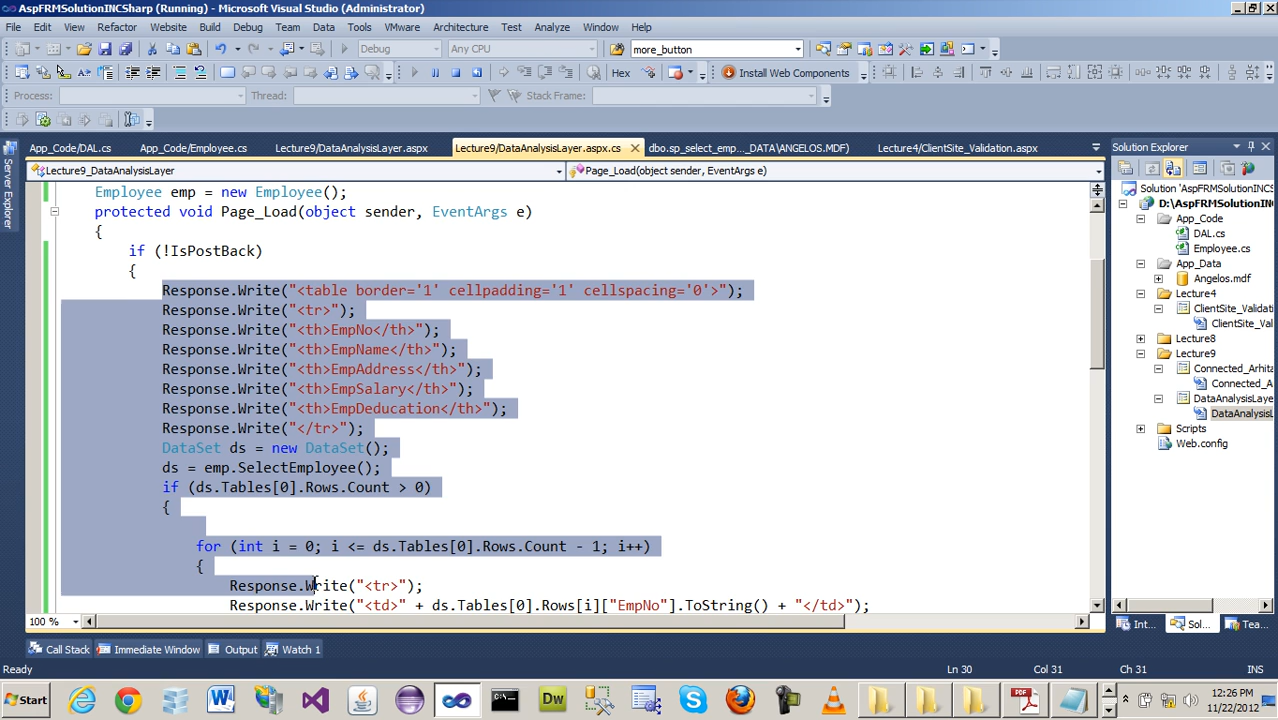 AspFRMSolutionINCSharp (Running) - Microsoft Visual Studio (Administrator)
File Edit View Refactor Website Build Debug Team Data Tools VMware Architecture Test Analyze Window Help
Debug Any CPU more_button
Hex Install Web Components
Process: Thread: Stack Frame:
App_Code/DAL.cs App_Code/Employee.cs Lecture9/DataAnalysisLayer.aspx Lecture9/DataAnalysisLayer.aspx.cs dbo.sp_select_emp..._DATA\ANGELOS.MDF) Lecture4/ClientSite_Validation.aspx
Lecture9_DataAnalysisLayer Page_Load(object sender, EventArgs e)
Server Explorer
Employee emp = new Employee();
protected void Page_Load(object sender, EventArgs e)
{
if (!IsPostBack)
{
Response.Write("<table border='1' cellpadding='1' cellspacing='0'>");
Response.Write("<tr>");
Response.Write("<th>EmpNo</th>");
Response.Write("<th>EmpName</th>");
Response.Write("<th>EmpAddress</th>");
Response.Write("<th>EmpSalary</th>");
Response.Write("<th>EmpDeducation</th>");
Response.Write("</tr>");
DataSet ds = new DataSet();
ds = emp.SelectEmployee();
if (ds.Tables[0].Rows.Count > 0)
{
for (int i = 0; i <= ds.Tables[0].Rows.Count - 1; i++)
{
Response.Write("<tr>");
Response.Write("<td>" + ds.Tables[0].Rows[i]["EmpNo"].ToString() + "</td>");
100 %
Solution Explorer
Solution 'AspFRMSolutionINCS
D:\AspFRMSolutionINCSh
App_Code
DAL.cs
Employee.cs
App_Data
Angelos.mdf
Lecture4
ClientSite_Validati
ClientSite_Valida
Lecture8
Lecture9
Connected_Arhita
Connected_A
DataAnalysisLaye
DataAnalysisL
Scripts
Web.config
Int... Sol... Tea...
Call Stack Immediate Window Output Watch 1
Ready Ln 30 Col 31 Ch 31 INS
Start 12:26 PM
11/22/2012